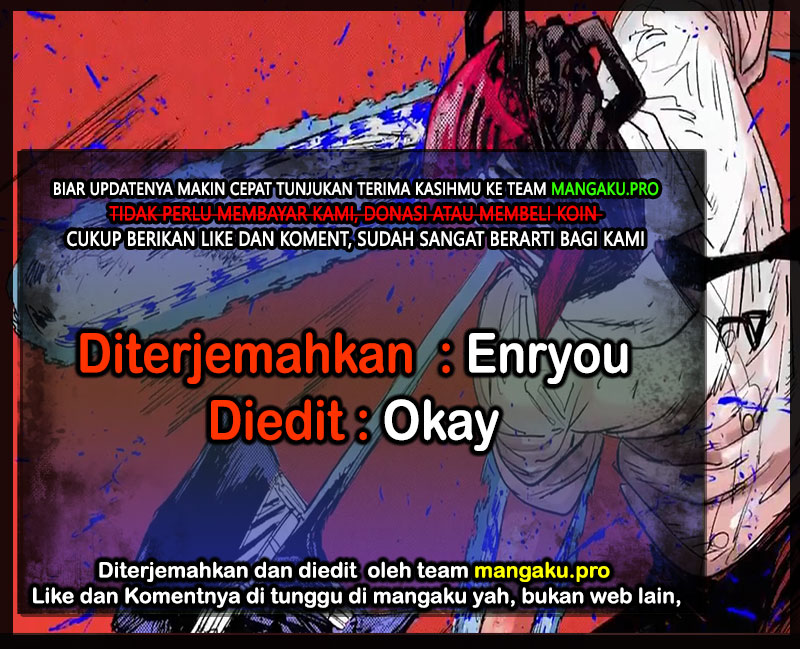 BIAR UPDATENYA MAKIN CEPAT TUNJUKAN TERIMA KASIHMU KE TEAM MANGAKU.PRO
TIDAK PERLU MEMBAYAR KAMI, DONASI ATAU MEMBELI KOIN
CUKUP BERIKAN LIKE DAN KOMENT, SUDAH SANGAT BERARTI BAGI KAMI
Diterjemahkan : Enryou
Diedit : Okay
Diterjemahkan dan diedit oleh team mangaku.pro
Like dan Komentnya di tunggu di mangaku yah, bukan web lain,